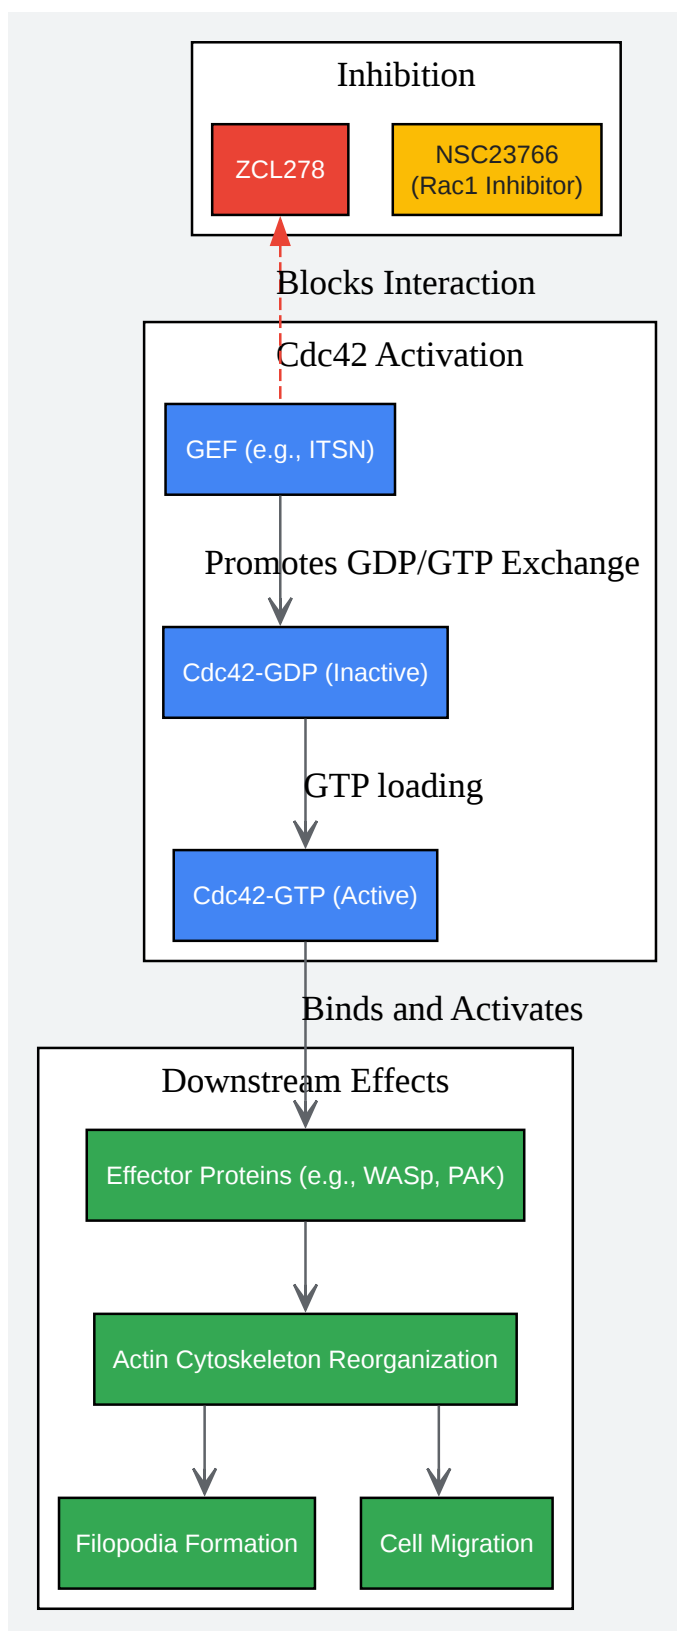 Inhibition
ZCL278
NSC23766
(Rac1 Inhibitor)
Blocks Interaction
Cdc42 Activation
GEF (e.g., ITSN)
Promotes GDP/GTP Exchange
Cdc42-GDP (Inactive)
GTP loading
Cdc42-GTP (Active)
Binds and Activates
Downstream Effects
Effector Proteins (e.g., WASp, PAK)
Actin Cytoskeleton Reorganization
Filopodia Formation
Cell Migration